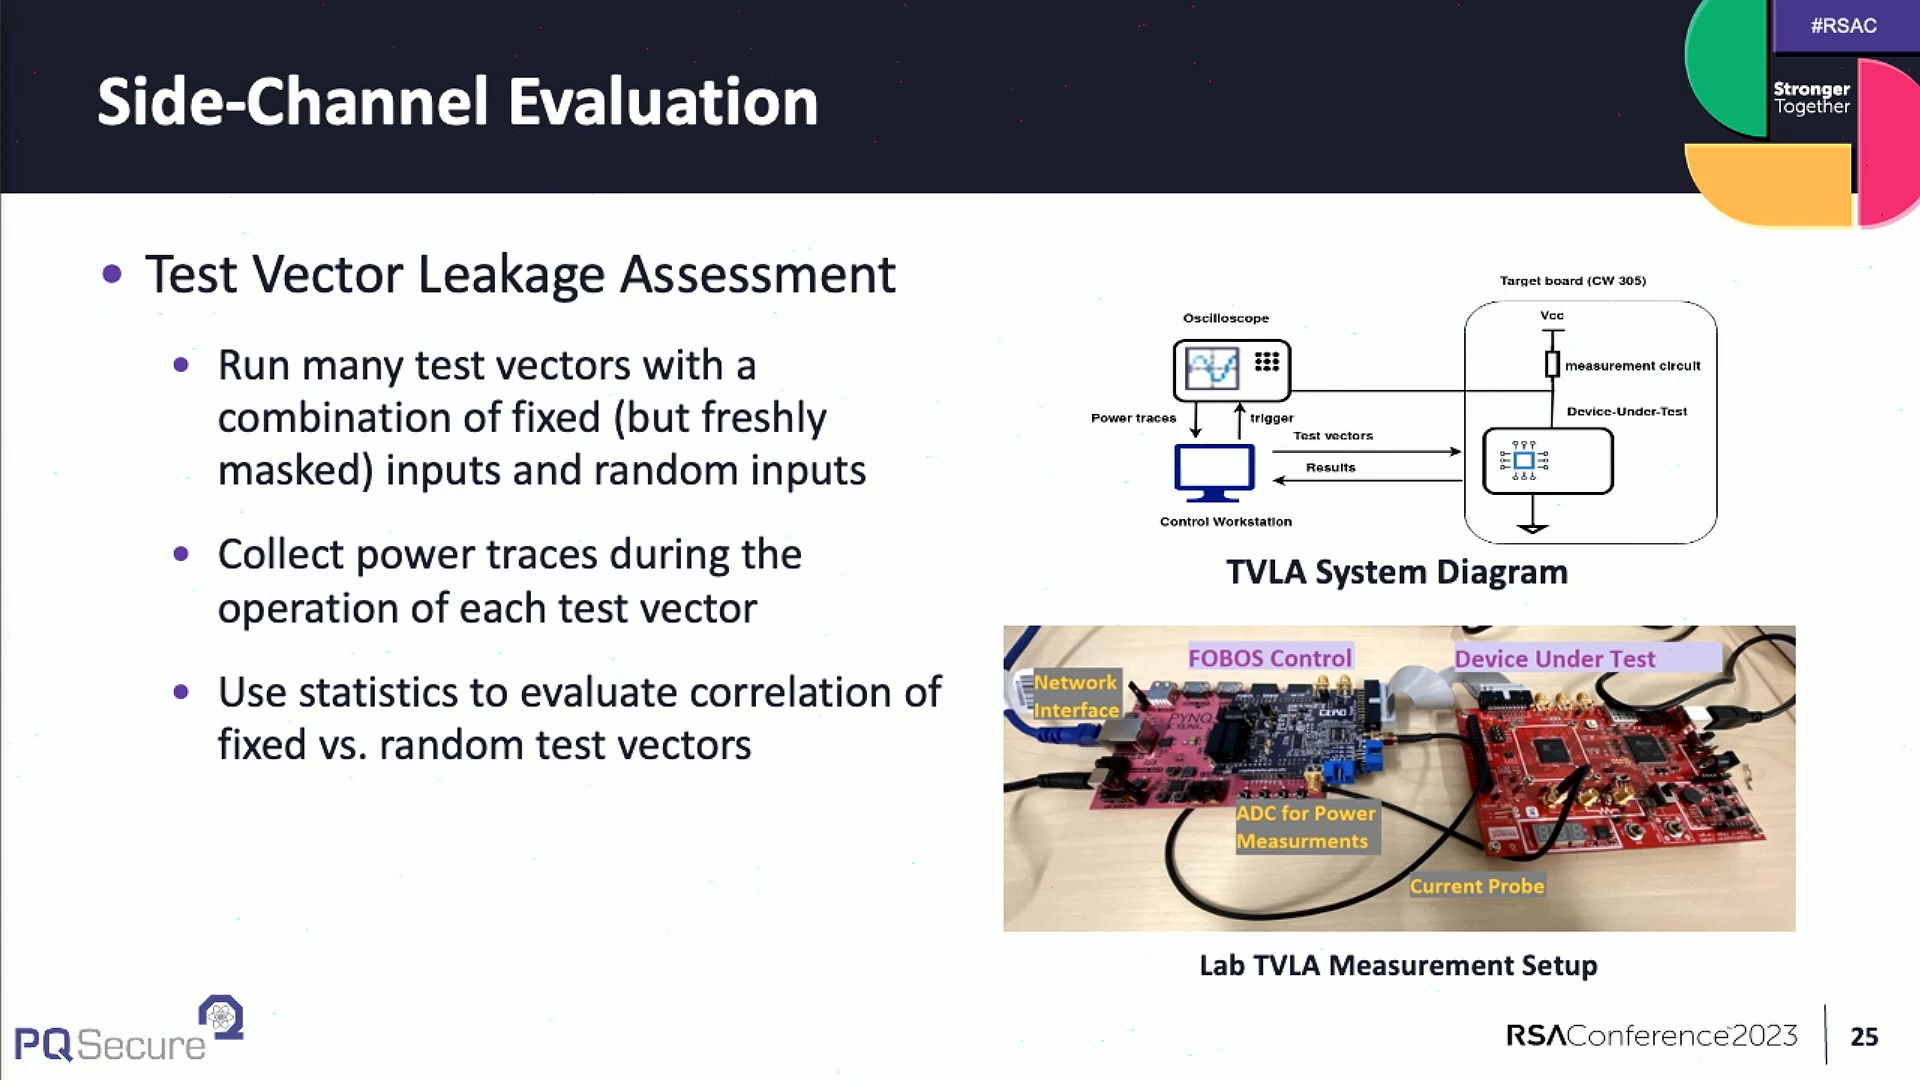 #RSAC
Stronger
Together
Side-Channel Evaluation
• Test Vector Leakage Assessment
• Run many test vectors with a
combination of fixed (but freshly
masked) inputs and random inputs
• Collect power traces during the
operation of each test vector
• Use statistics to evaluate correlation of
fixed vs. random test vectors
Target board (CW 305)
Oscilloscope
Vcc
measurement circuit
Device-Under-Test
Power traces
trigger
Test vectors
Results
Control Workstation
TVLA System Diagram
FOBOS Control
Device Under Test
Network
Interface
PYNQ
ADC for Power
Measurments
Current Probe
Lab TVLA Measurement Setup
PQSecure
RSAConference2023
25